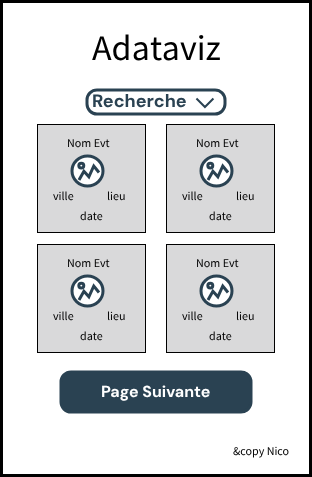 Adataviz
Recherche
Nom Evt
ville lieu
date
Nom Evt
ville lieu
date
Nom Evt
ville lieu
date
Nom Evt
ville lieu
date
Page Suivante
&copy Nico